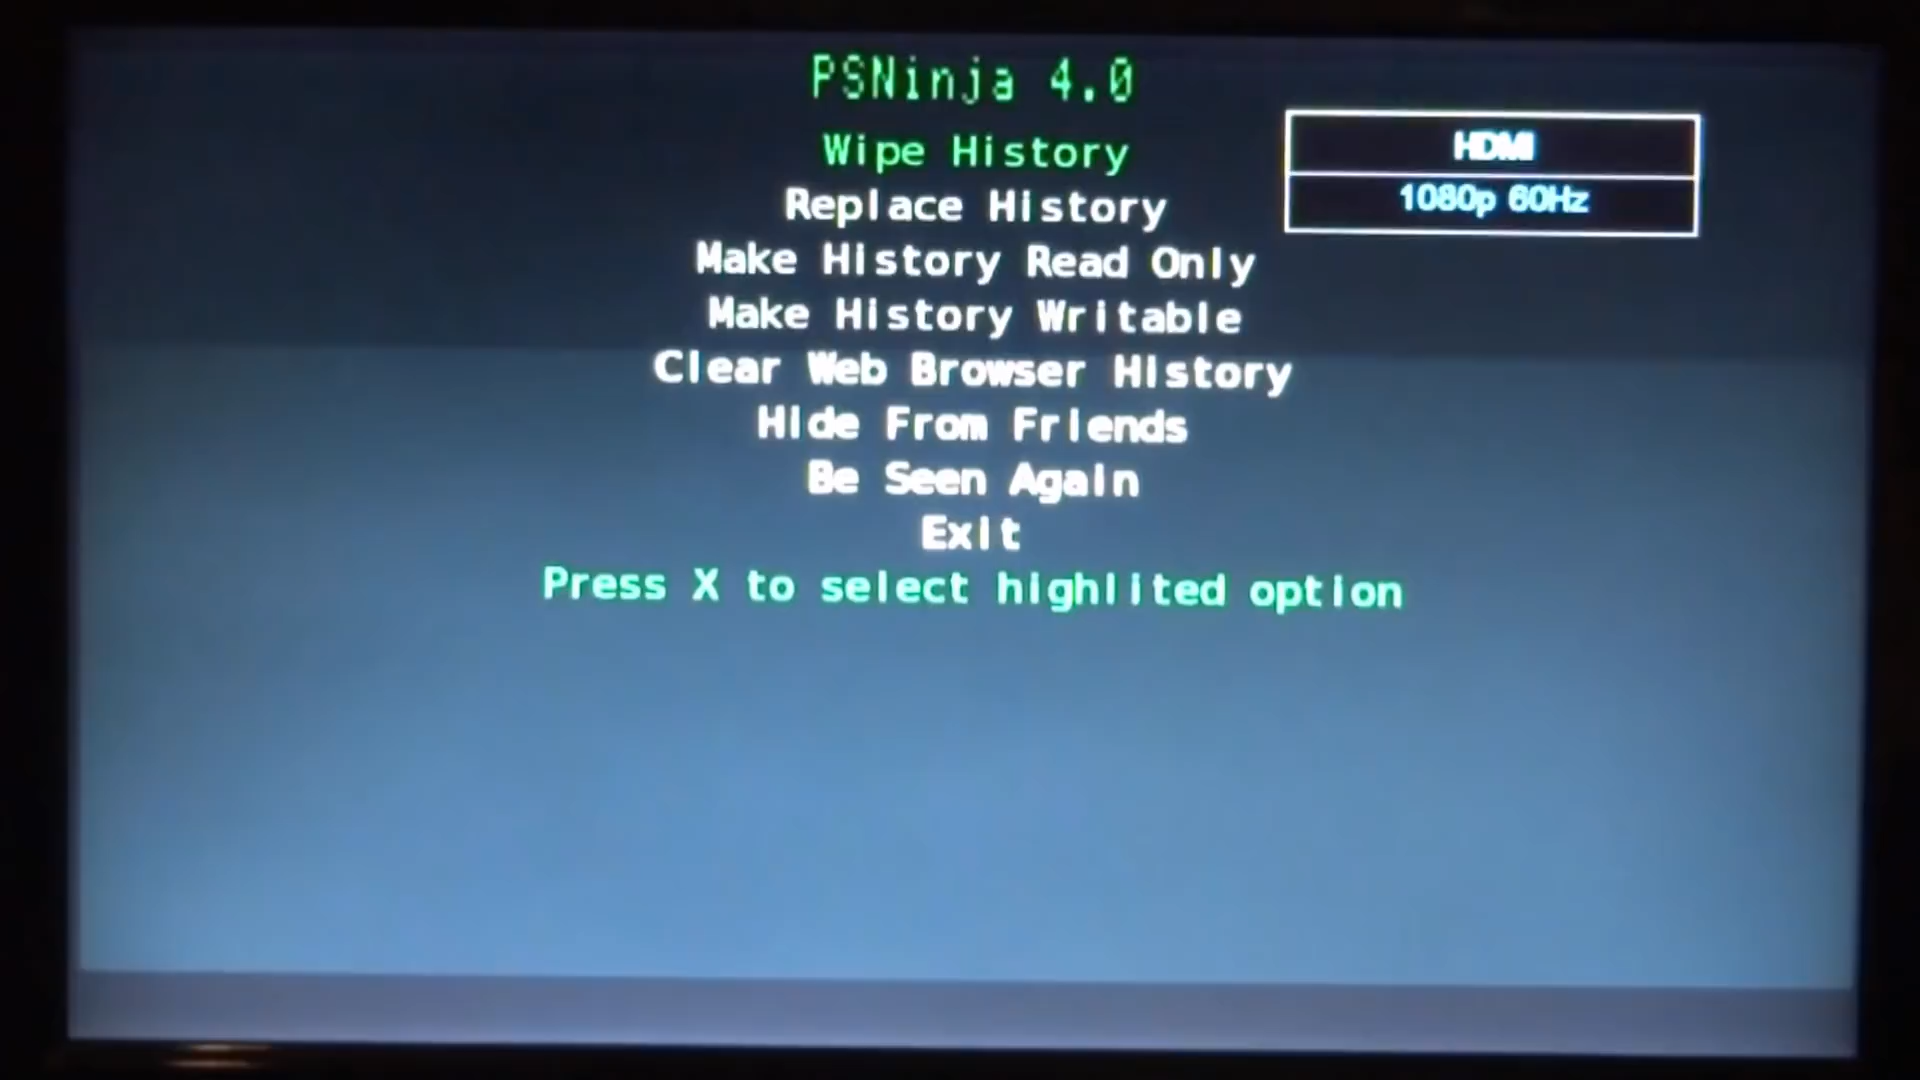 PSNinja 4.0
Wipe History
HDMI
1080p 60Hz
Replace History
Make History Read Only
Make History Writable
Clear Web Browser History
Hide From Friends
Be Seen Again
Exit
Press X to select highlited option